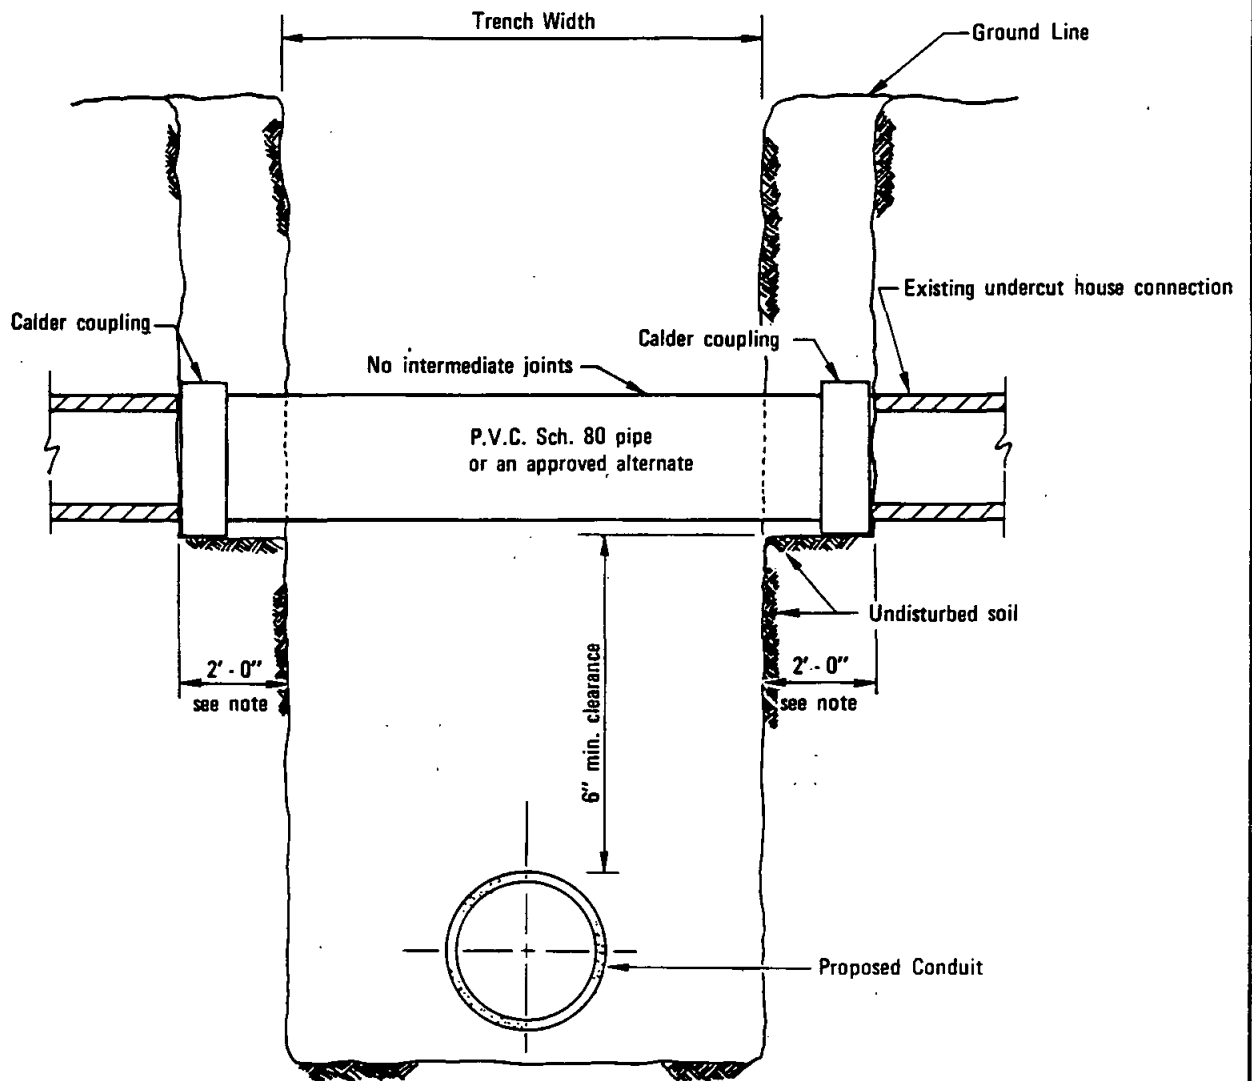 Trench Width
Ground Line
Existing undercut house connection
Calder coupling
Calder coupling
No intermediate joints
P.V.C. Sch. 80 pipe
or an approved alternate
Undisturbed soil
2' - 0"
see note
2' - 0"
see note
6" min. clearance
Proposed Conduit